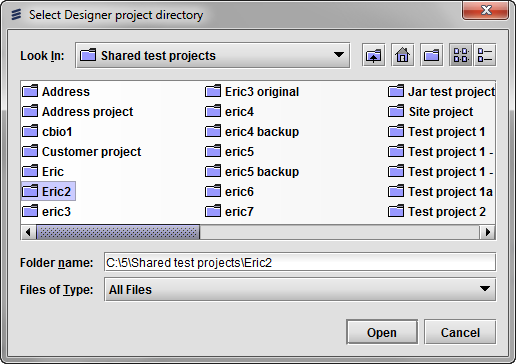 Select Designer project directory
Look In: Shared test projects
Address
Address project
cbio1
Customer project
Eric
Eric2
eric3
Eric3 original
eric4
eric4 backup
eric5
eric5 backup
eric6
eric7
Jar test project
Site project
Test project 1
Test project 1 -
Test project 1 -
Test project 1a
Test project 2
Folder name: C:\5\Shared test projects\Eric2
Files of Type: All Files
Open Cancel